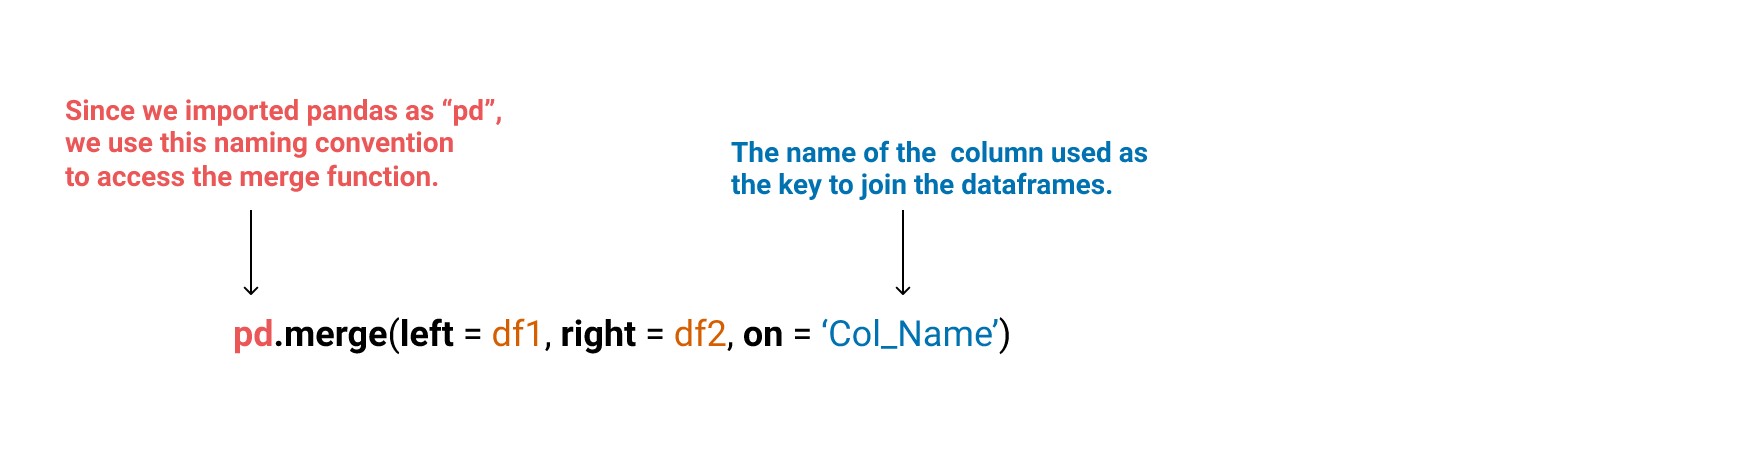 Since we imported pandas as “pd”,
we use this naming convention
to access the merge function.
The name of the  column used as
the key to join the dataframes.
pd.merge(left = df1, right = df2, on = ‘Col_Name’)